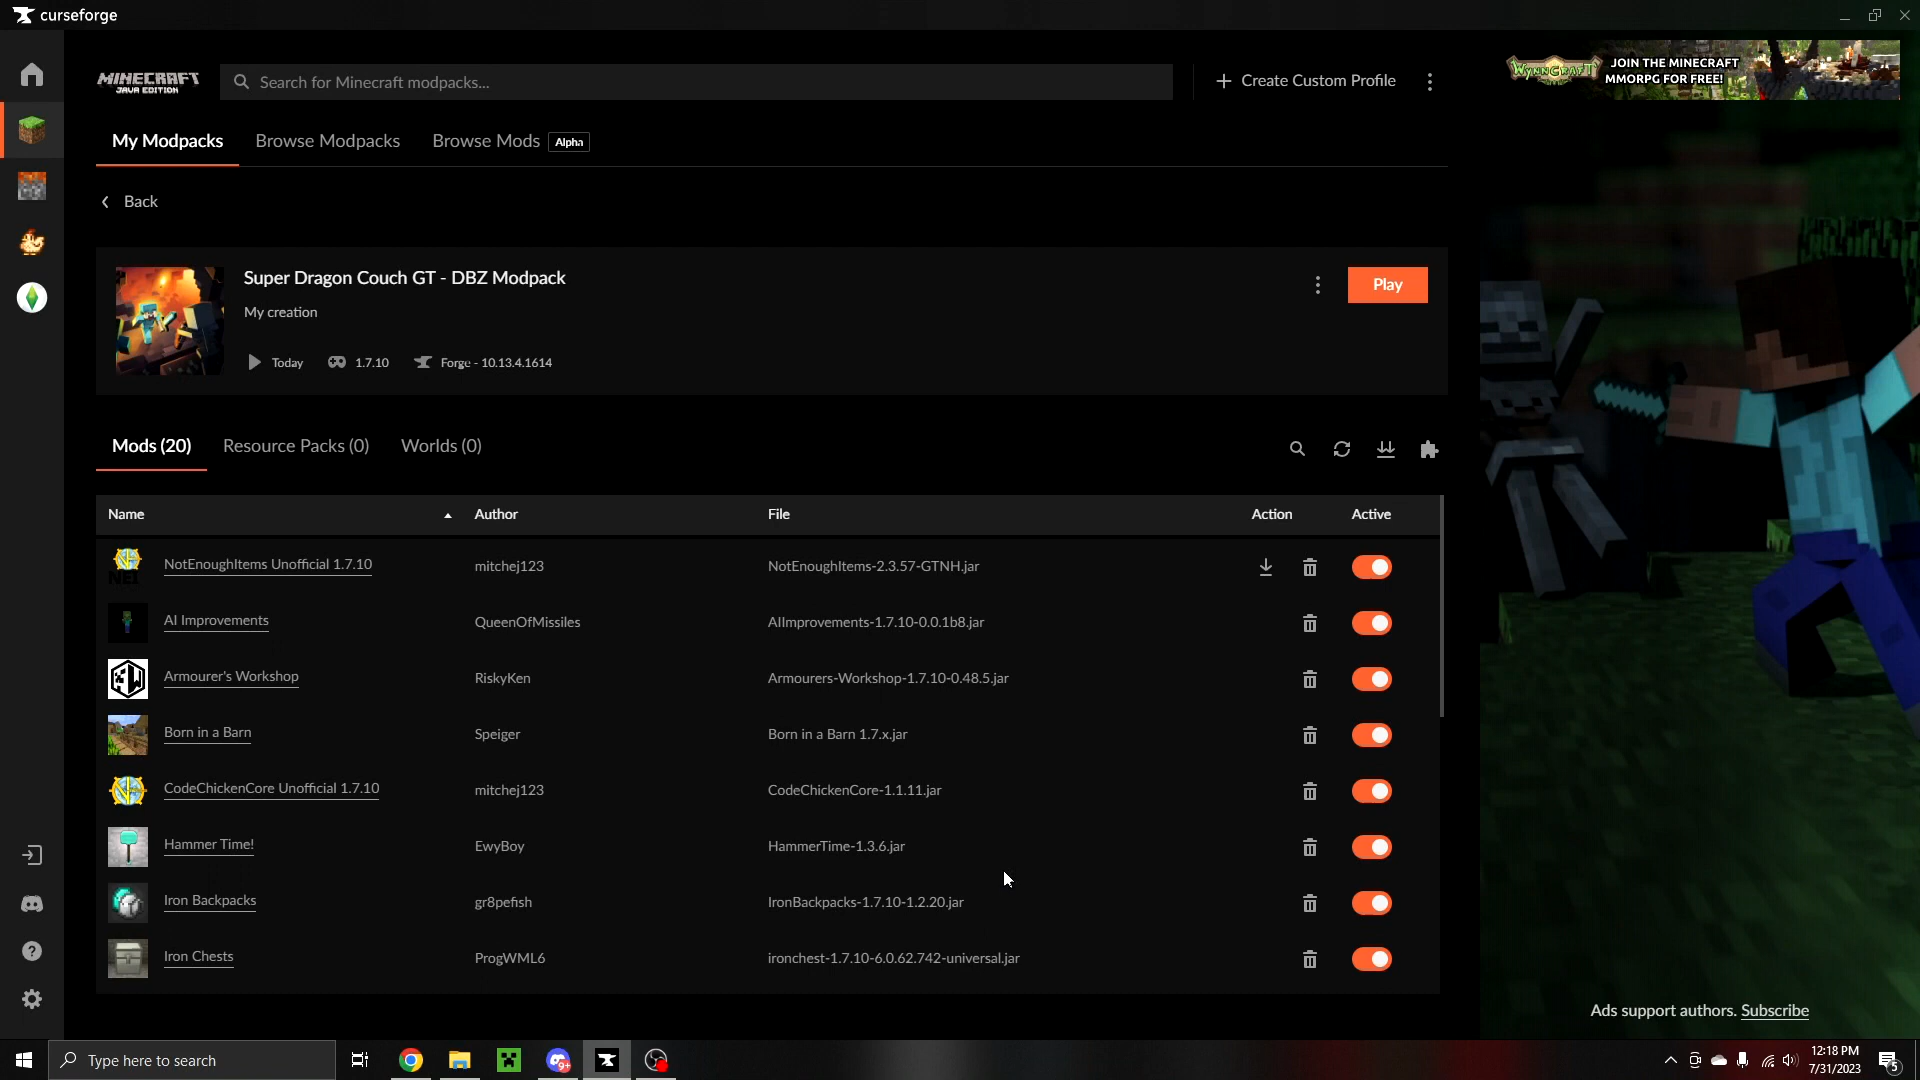 curseforge
MINECRAFT
JAVA EDITION
Search for Minecraft modpacks...
Create Custom Profile
WYNNCRAFT
JOIN THE MINECRAFT
MMORPG FOR FREE!
My Modpacks
Browse Modpacks
Browse Mods Alpha
Back
Super Dragon Couch GT - DBZ Modpack
My creation
Play
Today 1.7.10 Forge - 10.13.4.1614
Mods (20) Resource Packs (0) Worlds (0)
Name Author File Action Active
NEI
NotEnoughItems Unofficial 1.7.10 mitchej123 NotEnoughItems-2.3.57-GTNH.jar
AI Improvements QueenOfMissiles AIImprovements-1.7.10-0.0.1b8.jar
Armourer's Workshop RiskyKen Armourers-Workshop-1.7.10-0.48.5.jar
Born in a Barn Speiger Born in a Barn 1.7.x.jar
CodeChickenCore Unofficial 1.7.10 mitchej123 CodeChickenCore-1.1.11.jar
Hammer Time! EwyBoy HammerTime-1.3.6.jar
Iron Backpacks gr8pefish IronBackpacks-1.7.10-1.2.20.jar
Iron Chests ProgWML6 ironchest-1.7.10-6.0.62.742-universal.jar
Ads support authors. Subscribe
Type here to search
9+
12:18 PM
7/31/2023
5